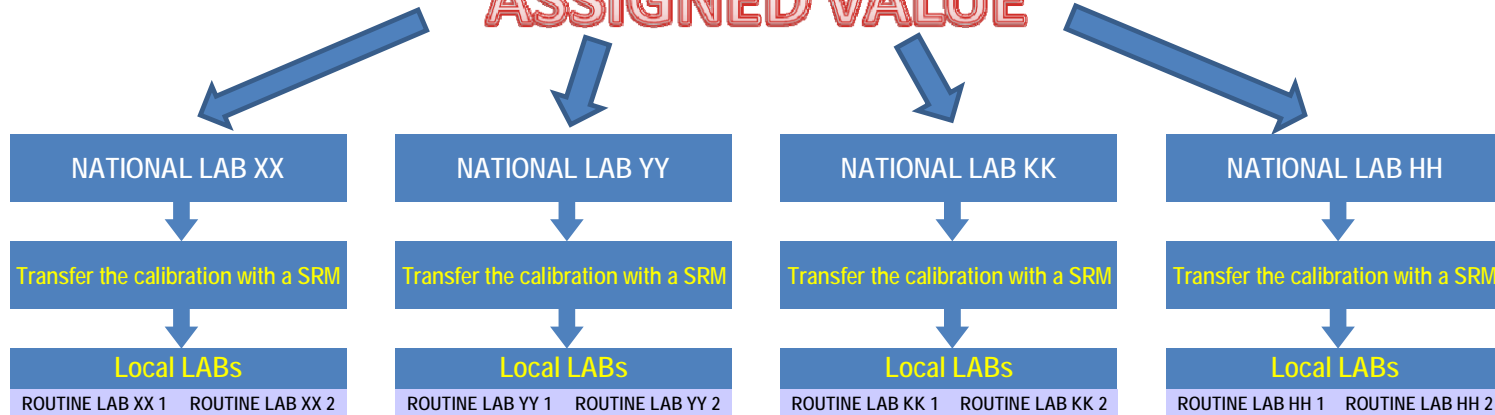 ASSIGNED VALUE
NATIONAL LAB XX
NATIONAL LAB YY
NATIONAL LAB KK
NATIONAL LAB HH
Transfer the calibration with a SRM
Transfer the calibration with a SRM
Transfer the calibration with a SRM
Transfer the calibration with a SRM
Local LABs
Local LABs
Local LABs
Local LABs
ROUTINE LAB XX 1 ROUTINE LAB XX 2
ROUTINE LAB YY 1 ROUTINE LAB YY 2
ROUTINE LAB KK 1 ROUTINE LAB KK 2
ROUTINE LAB HH 1 ROUTINE LAB HH 2